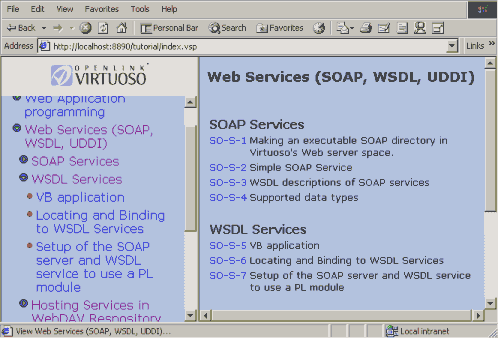 File Edit View Favorites Tools Help
Back Personal Bar Search Favorites
Address http://localhost:8890/tutorial/index.vsp Links »
OPENLINK
VIRTUOSO
Web Application
programming
Web Services (SOAP,
WSDL, UDDI)
SOAP Services
WSDL Services
VB application
Locating and Binding
to WSDL Services
Setup of the SOAP
server and WSDL
service to use a PL
module
Hosting Services in
WebDAV Respository
Web Services (SOAP, WSDL, UDDI)
SOAP Services
SO-S-1 Making an executable SOAP directory in
Virtuoso's Web server space.
SO-S-2 Simple SOAP Service
SO-S-3 WSDL descriptions of SOAP services
SO-S-4 Supported data types
WSDL Services
SO-S-5 VB application
SO-S-6 Locating and Binding to WSDL Services
SO-S-7 Setup of the SOAP server and WSDL service
to use a PL module
View Web Services (SOAP, WSDL, UDDI)... Local intranet